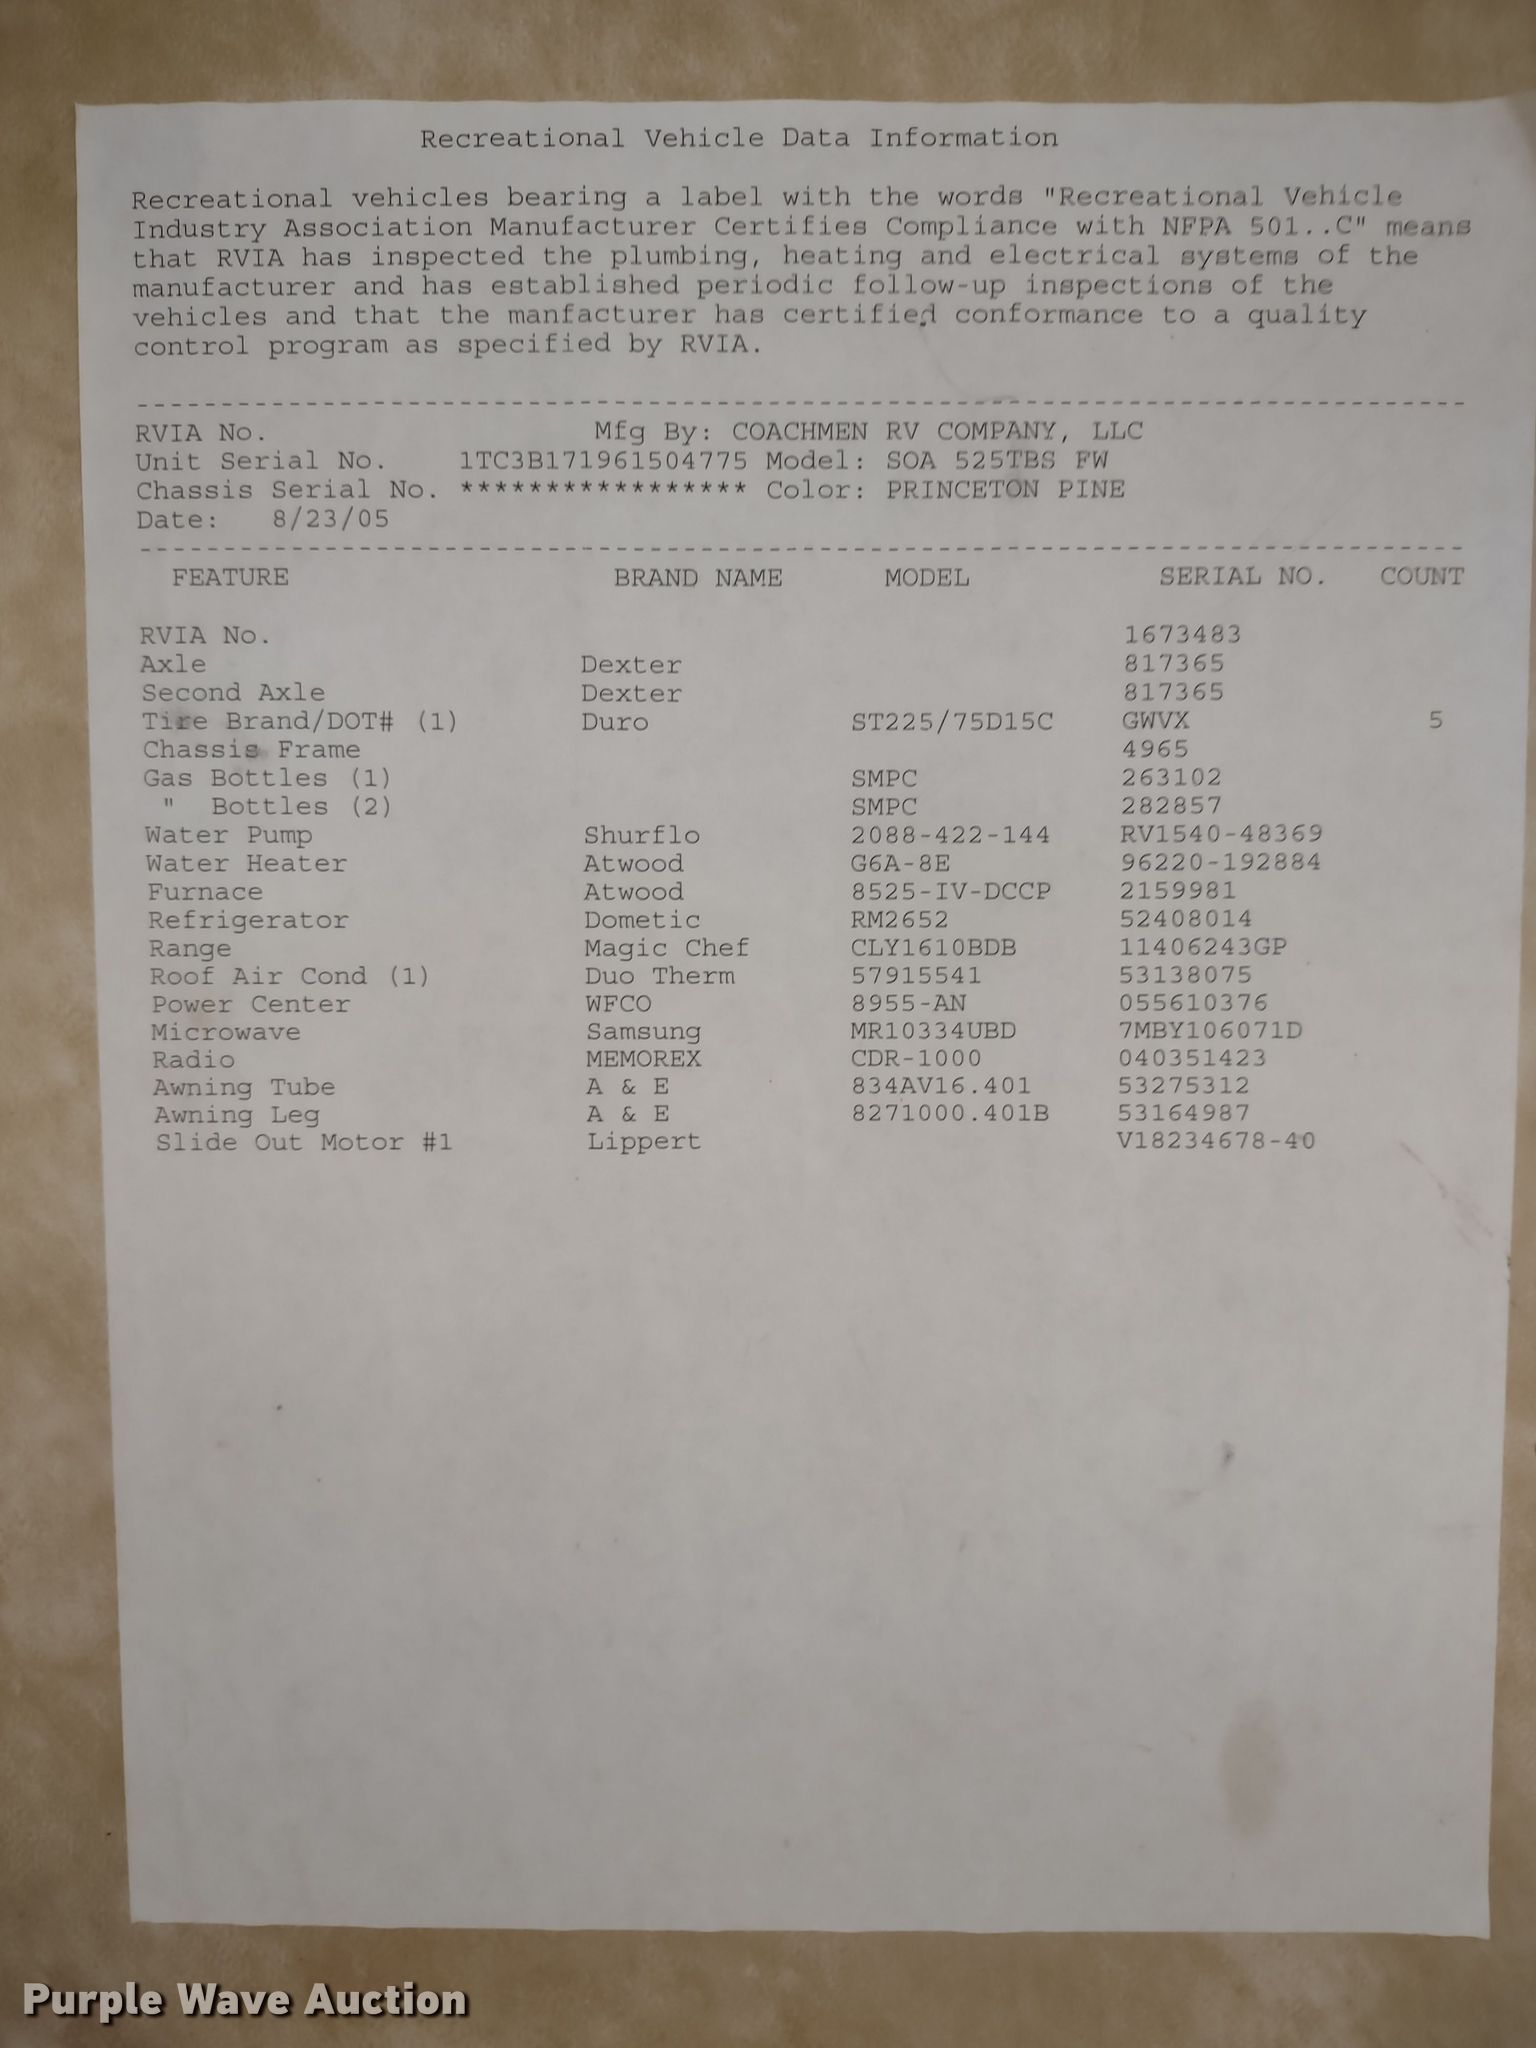 Recreational Vehicle Data Information
Recreational vehicles bearing a label with the words "Recreational Vehicle
Industry Association Manufacturer Certifies Compliance with NFPA 501..C" means
that RVIA has inspected the plumbing, heating and electrical systems of the
manufacturer and has established periodic follow-up inspections of the
vehicles and that the manfacturer has certified conformance to a quality
control program as specified by RVIA.
--------------------------------------------------------------------------------
RVIA No. Mfg By: COACHMEN RV COMPANY, LLC
Unit Serial No. 1TC3B171961504775 Model: SOA 525TBS FW
Chassis Serial No. ***************** Color: PRINCETON PINE
Date: 8/23/05
--------------------------------------------------------------------------------
FEATURE BRAND NAME MODEL SERIAL NO. COUNT
RVIA No. 1673483
Axle Dexter 817365
Second Axle Dexter 817365
Tire Brand/DOT# (1) Duro ST225/75D15C GWVX 5
Chassis Frame 4965
Gas Bottles (1) SMPC 263102
" Bottles (2) SMPC 282857
Water Pump Shurflo 2088-422-144 RV1540-48369
Water Heater Atwood G6A-8E 96220-192884
Furnace Atwood 8525-IV-DCCP 2159981
Refrigerator Dometic RM2652 52408014
Range Magic Chef CLY1610BDB 11406243GP
Roof Air Cond (1) Duo Therm 57915541 53138075
Power Center WFCO 8955-AN 055610376
Microwave Samsung MR10334UBD 7MBY106071D
Radio MEMOREX CDR-1000 040351423
Awning Tube A & E 834AV16.401 53275312
Awning Leg A & E 8271000.401B 53164987
Slide Out Motor #1 Lippert V18234678-40
Purple Wave Auction